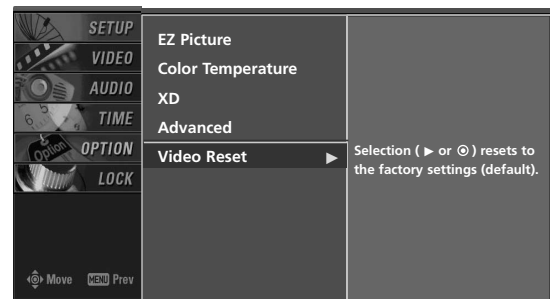 SETUP
VIDEO
AUDIO
TIME
OPTION
LOCK
EZ Picture
Color Temperature
XD
Advanced
Video Reset ▶
Selection ( ▶ or ◉ ) resets to
the factory settings (default).
Option
Move MENU Prev